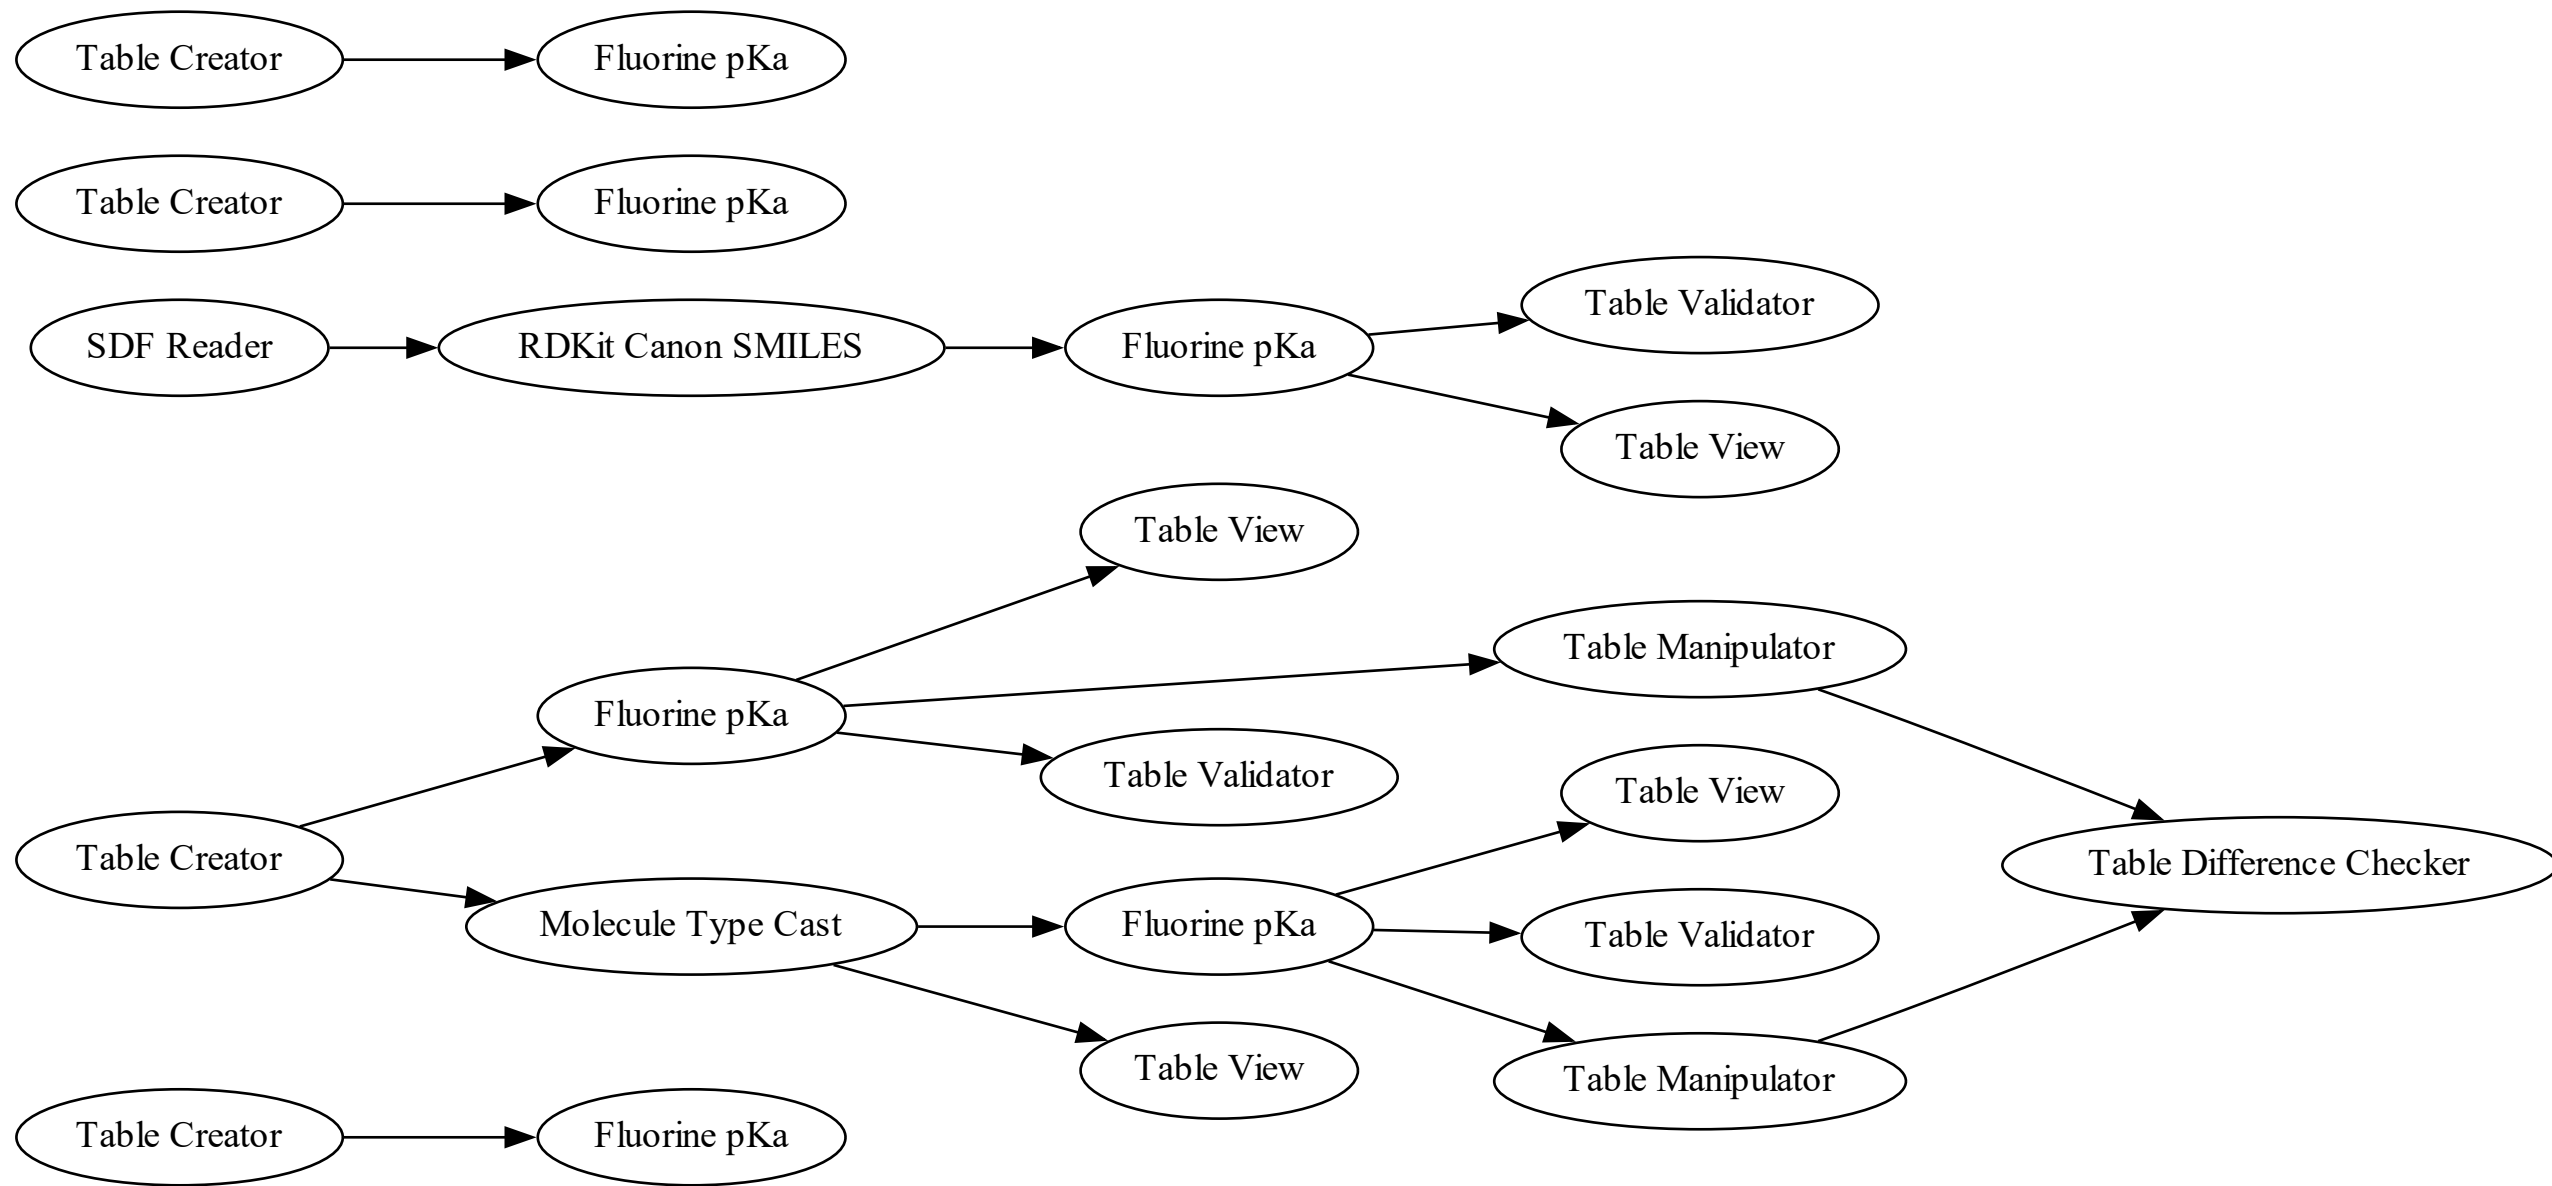 Table Creator
Fluorine pKa
Table Creator
Fluorine pKa
SDF Reader
RDKit Canon SMILES
Fluorine pKa
Table Validator
Table View
Table View
Table Manipulator
Fluorine pKa
Table Validator
Table View
Table Creator
Table Difference Checker
Molecule Type Cast
Fluorine pKa
Table Validator
Table View
Table Manipulator
Table Creator
Fluorine pKa